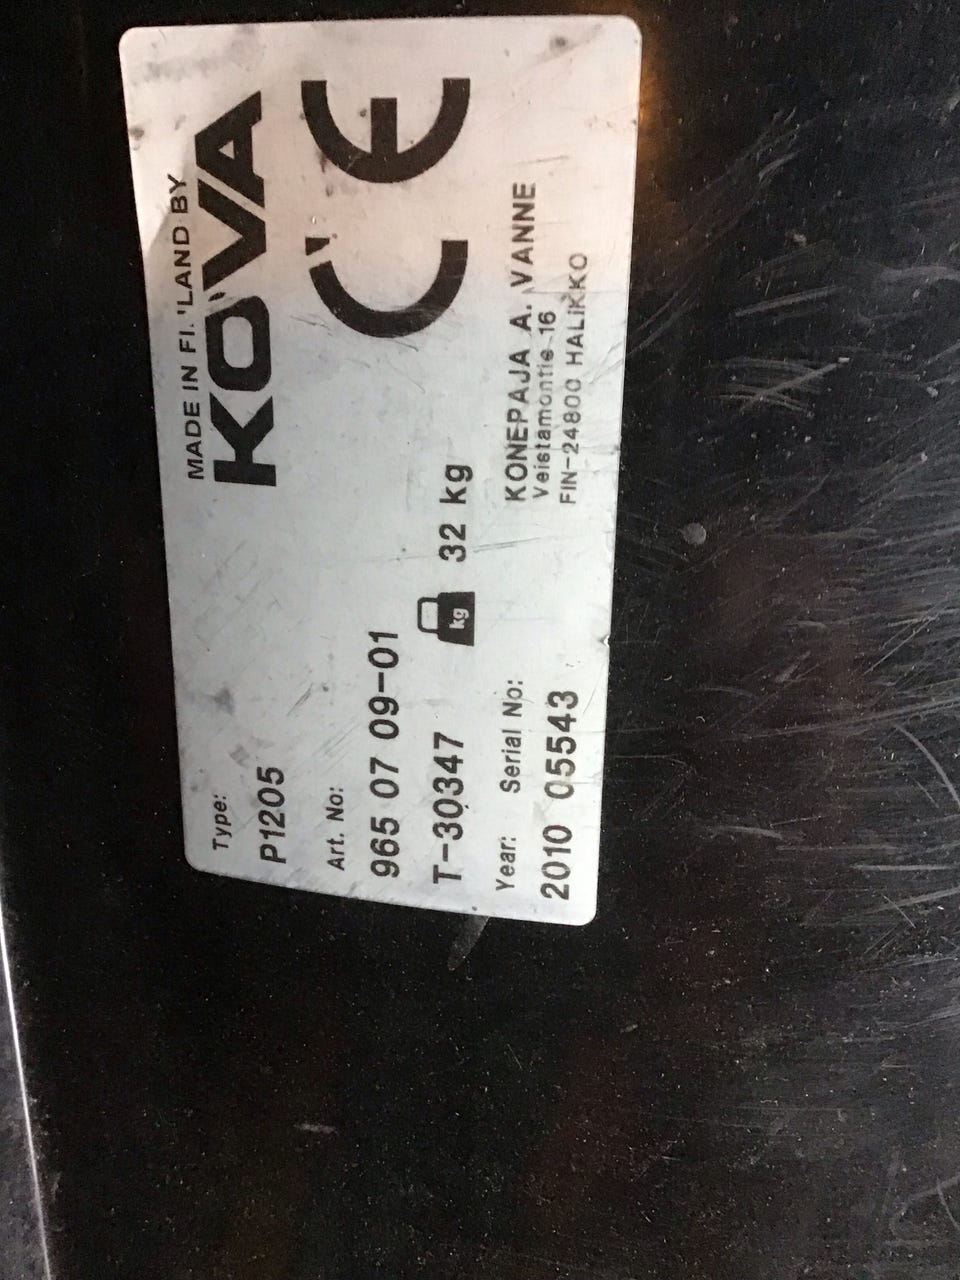 Type:
P1205
Art. No:
965 07 09-01
T-30347
kg 32 kg
Year: Serial No:
2010 05543
MADE IN FI. 'LAND BY
KOVA
CE
KONEPAJA A. VANNE
Veistamontie 16
FIN-24800 HALIKKO